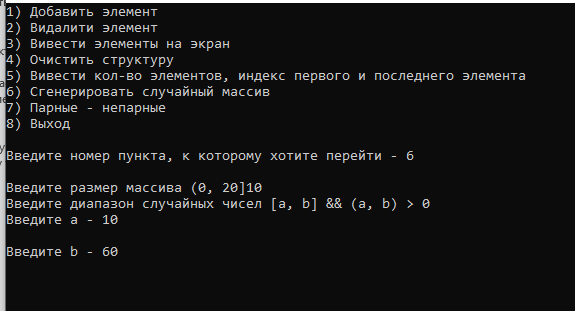 1) Добавить элемент
2) Видалити элемент
3) Вивести элементы на экран
4) Очистить структуру
5) Вивести кол-во элементов, индекс первого и последнего элемента
6) Сгенерировать случайный массив
7) Парные - непарные
8) Выход
Введите номер пункта, к которому хотите перейти - 6
Введите размер массива (0, 20]10
Введите диапазон случайных чисел [a, b] && (a, b) > 0
Введите a - 10
Введите b - 60